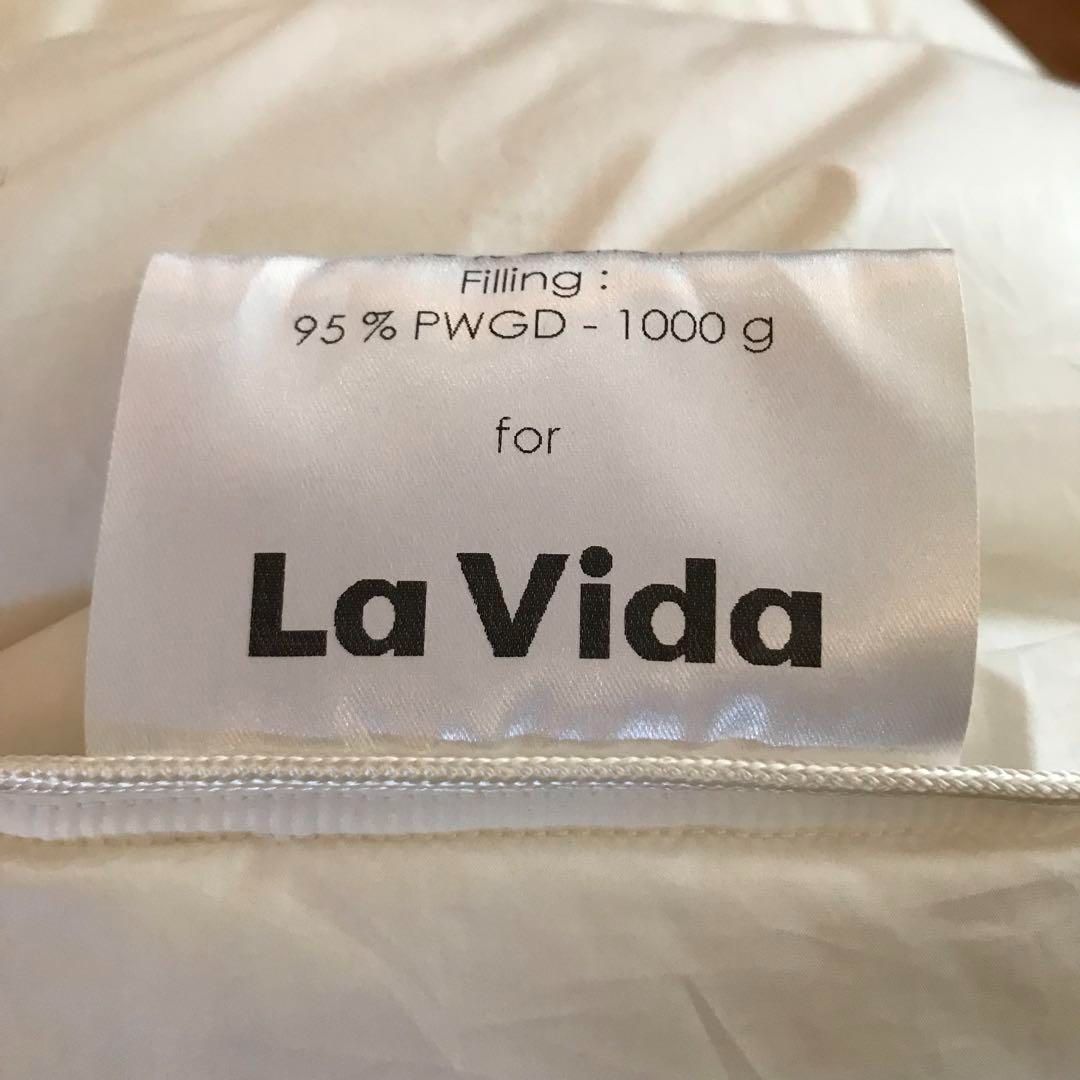 Filling :
95 % PWGD - 1000 g
for
La Vida